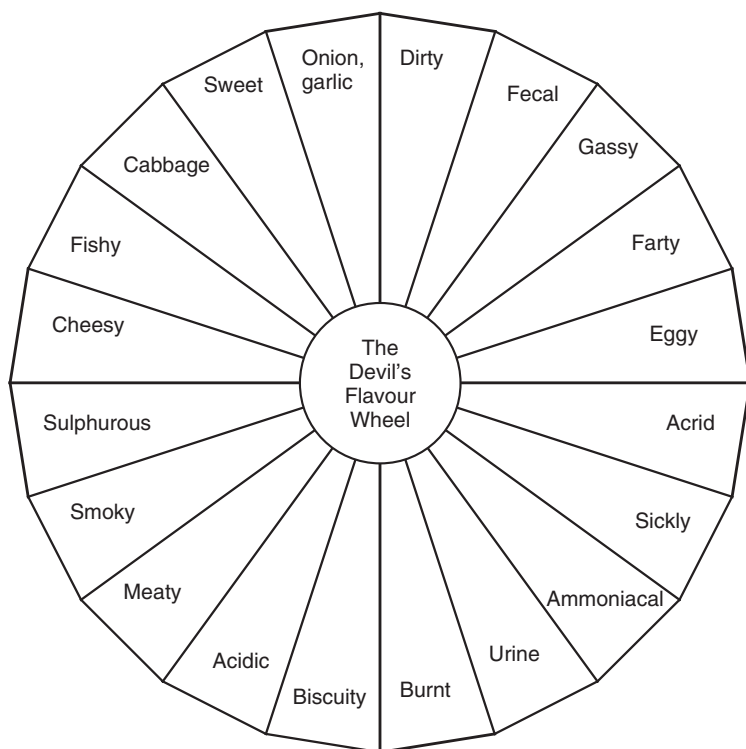 Onion,
garlic
Dirty
Fecal
Gassy
Farty
Eggy
Acrid
Sickly
Ammoniacal
Urine
Burnt
Biscuity
Acidic
Meaty
Smoky
Sulphurous
Cheesy
Fishy
Cabbage
Sweet
The
Devil's
Flavour
Wheel